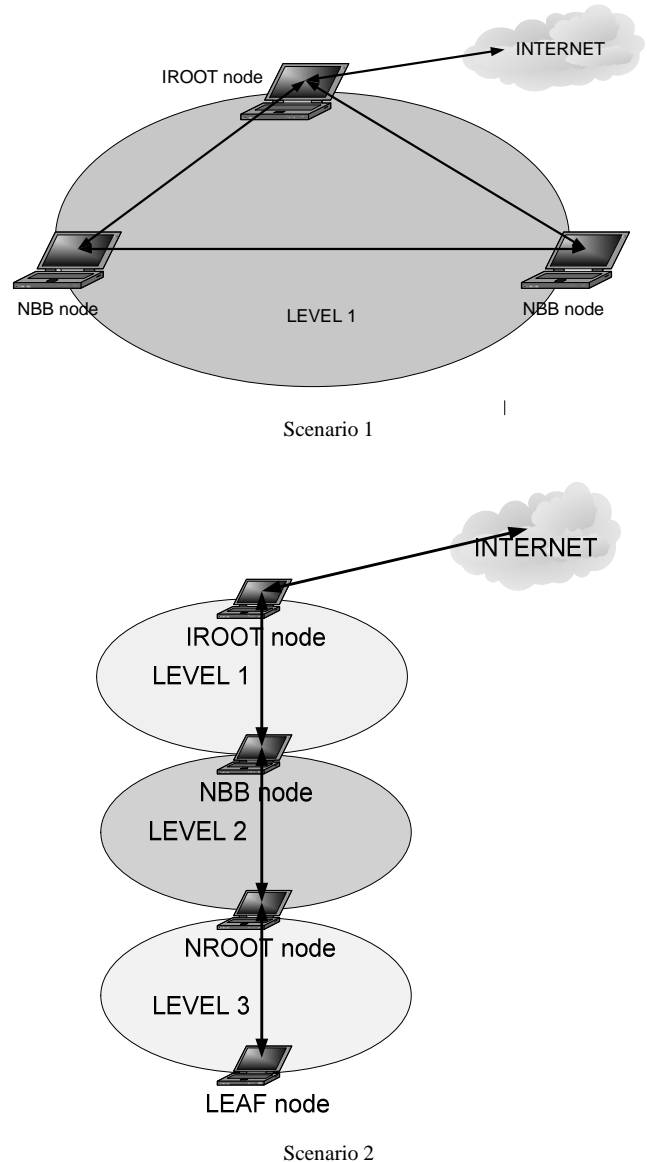 INTERNET
IROOT node
NBB node
NBB node
LEVEL 1
Scenario 1
INTERNET
IROOT node
LEVEL 1
NBB node
LEVEL 2
NROOT node
LEVEL 3
LEAF node
Scenario 2